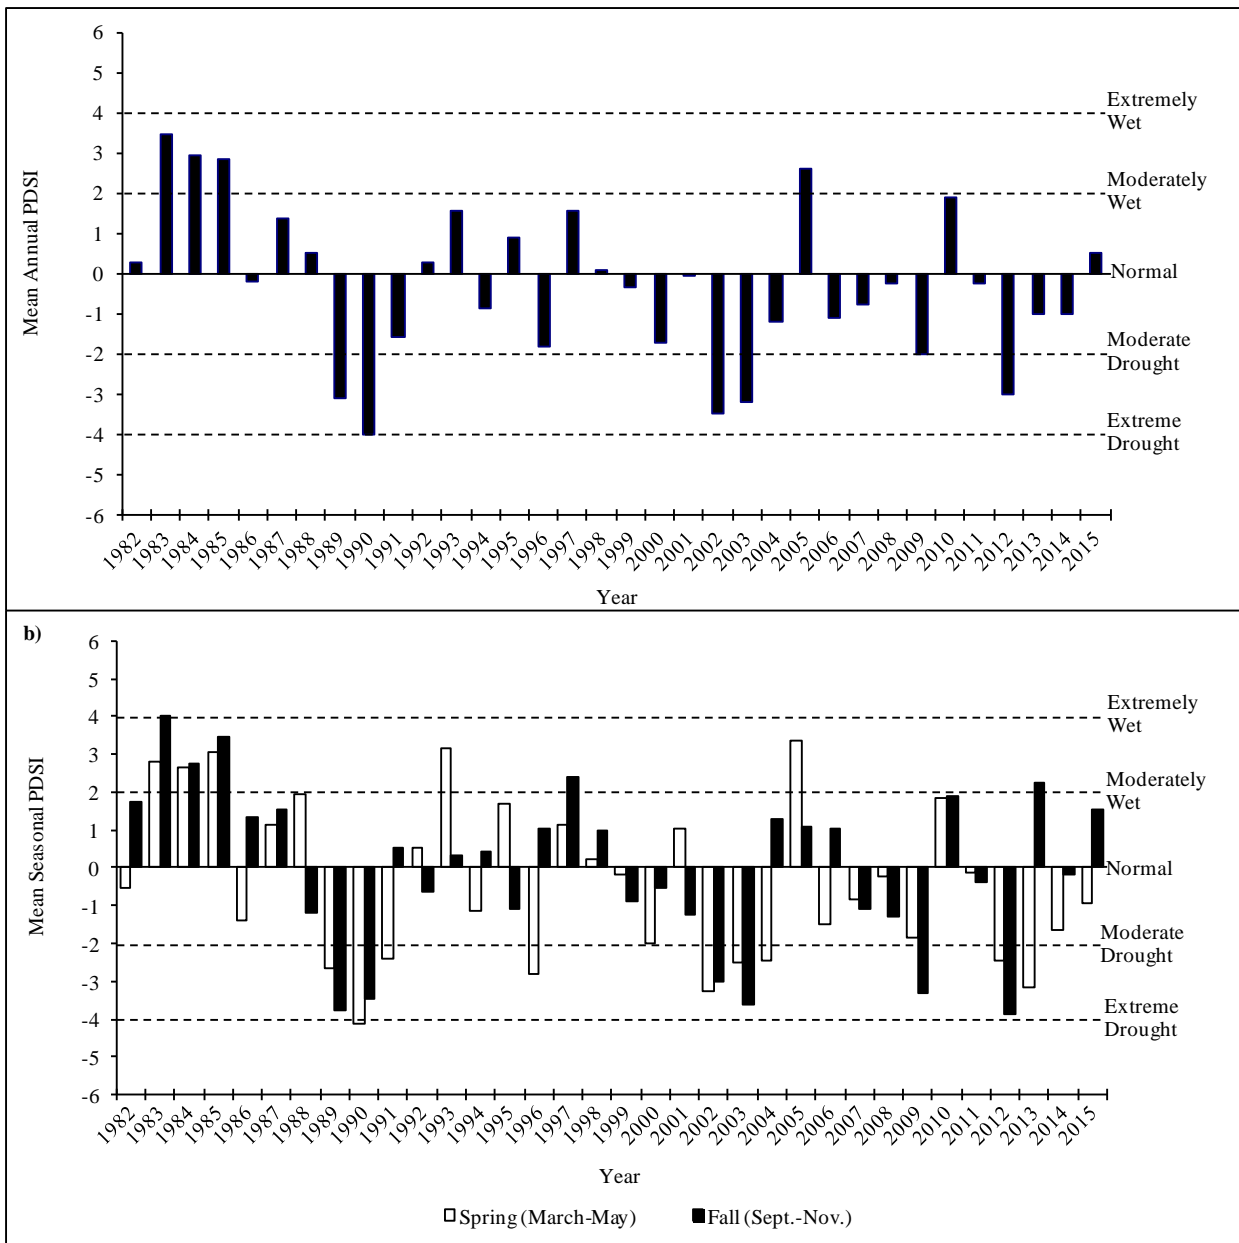 6
5
4
3
2
1
0
-1
-2
-3
-4
-5
-6
Mean Annual PDSI
Extremely
Wet
Moderately
Wet
Normal
Moderate
Drought
Extreme
Drought
1982 1983 1984 1985 1986 1987 1988 1989 1990 1991 1992 1993 1994 1995 1996 1997 1998 1999 2000 2001 2002 2003 2004 2005 2006 2007 2008 2009 2010 2011 2012 2013 2014 2015
Year
b)
6
5
4
3
2
1
0
-1
-2
-3
-4
-5
-6
Mean Seasonal PDSI
Extremely
Wet
Moderately
Wet
Normal
Moderate
Drought
Extreme
Drought
1982 1983 1984 1985 1986 1987 1988 1989 1990 1991 1992 1993 1994 1995 1996 1997 1998 1999 2000 2001 2002 2003 2004 2005 2006 2007 2008 2009 2010 2011 2012 2013 2014 2015
Year
Spring (March-May) Fall (Sept.-Nov.)